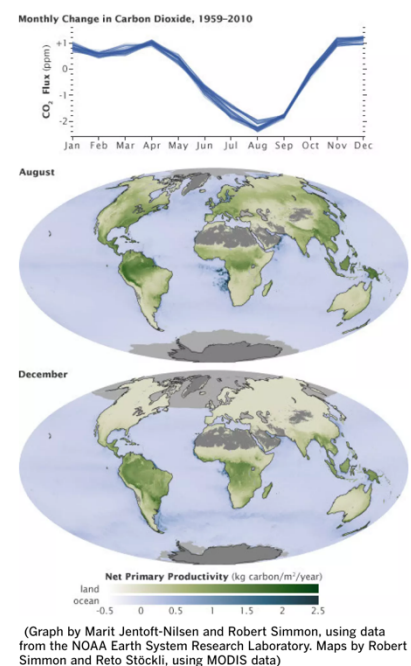 Monthly Change in Carbon Dioxide, 1959–2010
CO₂ Flux (ppm)
+1
0
-1
-2
Jan Feb Mar Apr May Jun Jul Aug Sep Oct Nov Dec
August
December
Net Primary Productivity (kg carbon/m²/year)
land
ocean
-0.5 0 0.5 1 1.5 2 2.5
(Graph by Marit Jentoft-Nilsen and Robert Simmon, using data
from the NOAA Earth System Research Laboratory. Maps by Robert
Simmon and Reto Stöckli, using MODIS data)